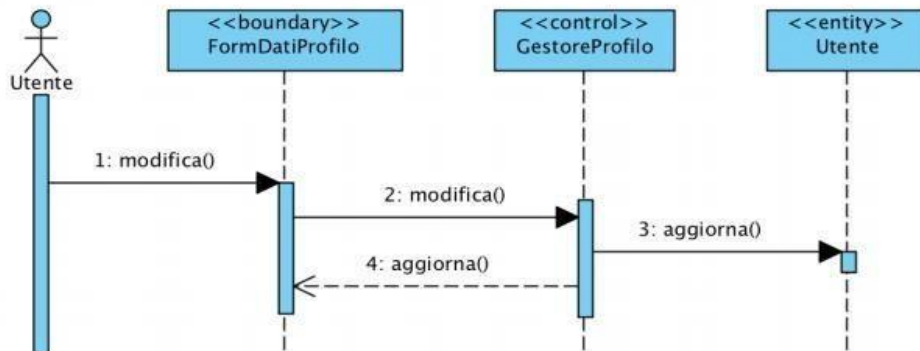 <<boundary>>
FormDatiProfilo
<<control>>
GestoreProfilo
<<entity>>
Utente
Utente
1: modifica()
2: modifica()
3: aggiorna()
4: aggiorna()